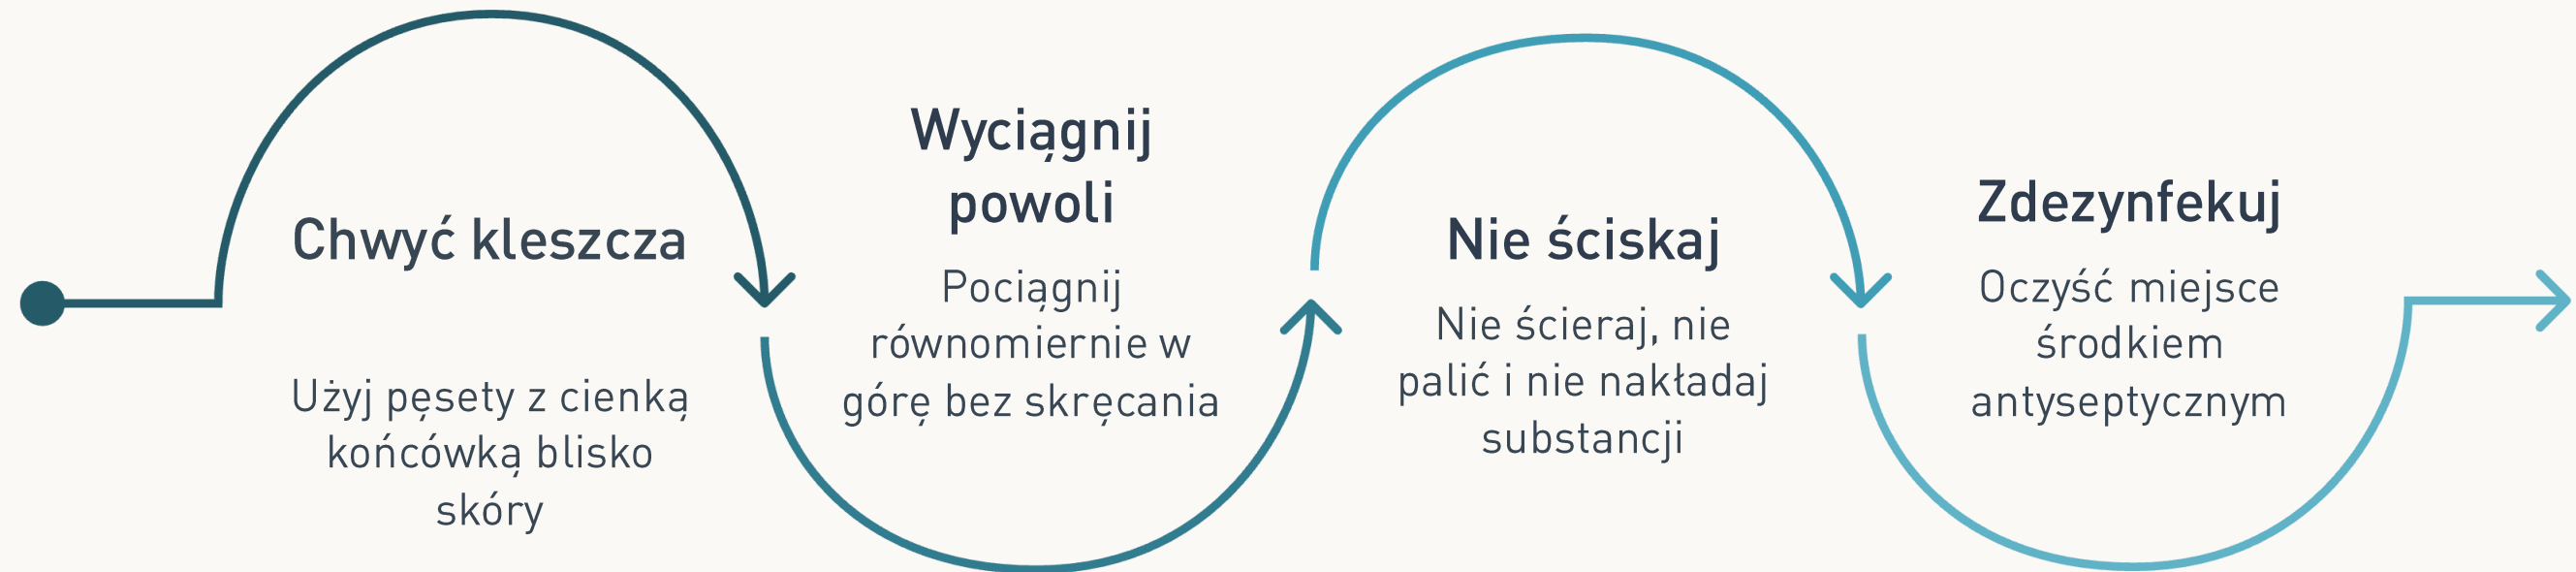 Chwyć kleszcza
Użyj pęsety z cienką
końcówką blisko
skóry
Wyciągnij
powoli
Pociągnij
równomiernie w
górę bez skręcania
Nie ściskaj
Nie ścieraj, nie
palić i nie nakładaj
substancji
Zdezynfekuj
Oczyść miejsce
środkiem
antyseptycznym